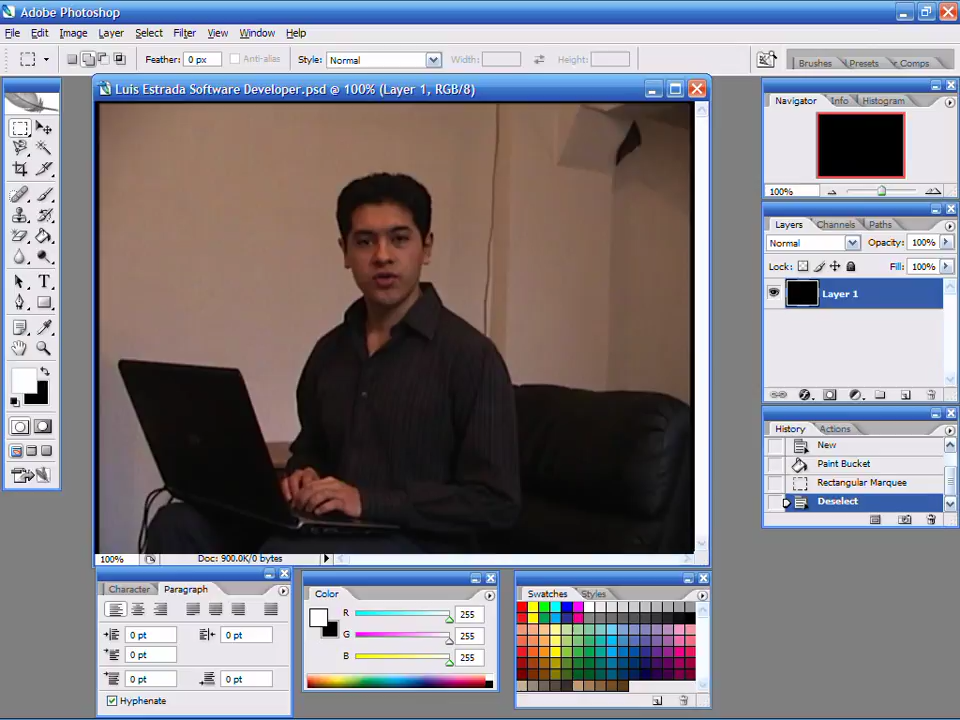 Adobe Photoshop
File Edit Image Layer Select Filter View Window Help
Feather: 0 px Anti-alias Style: Normal Width: Height: Brushes Presets Comps
Luis Estrada Software Developer.psd @ 100% (Layer 1, RGB/8)
Navigator Info Histogram
100%
Layers Channels Paths
Normal Opacity: 100%
Lock: Fill: 100%
Layer 1
History Actions
New
Paint Bucket
Rectangular Marquee
Deselect
100% Doc: 900.0K/0 bytes
Character Paragraph
0 pt 0 pt
0 pt
0 pt 0 pt
Hyphenate
Color
R 255
G 255
B 255
Swatches Styles